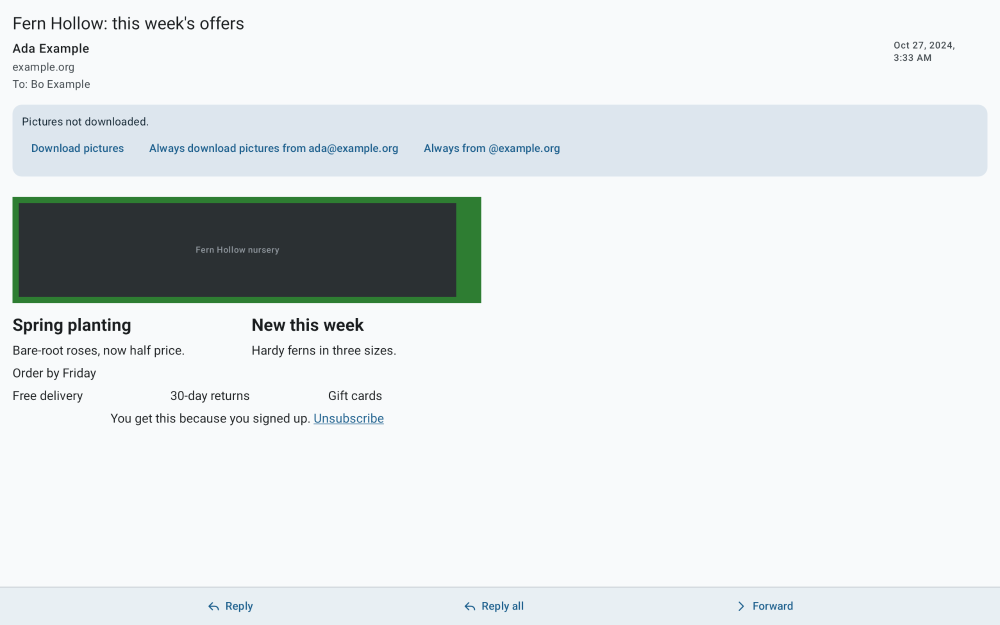 Fern Hollow: this week's offers
Ada Example
example.org
To: Bo Example
Oct 27, 2024,
3:33 AM
Pictures not downloaded.
Download pictures
Always download pictures from ada@example.org
Always from @example.org
Fern Hollow nursery
Spring planting
Bare-root roses, now half price.
New this week
Hardy ferns in three sizes.
Order by Friday
Free delivery
30-day returns
Gift cards
You get this because you signed up. Unsubscribe
Reply
Reply all
Forward